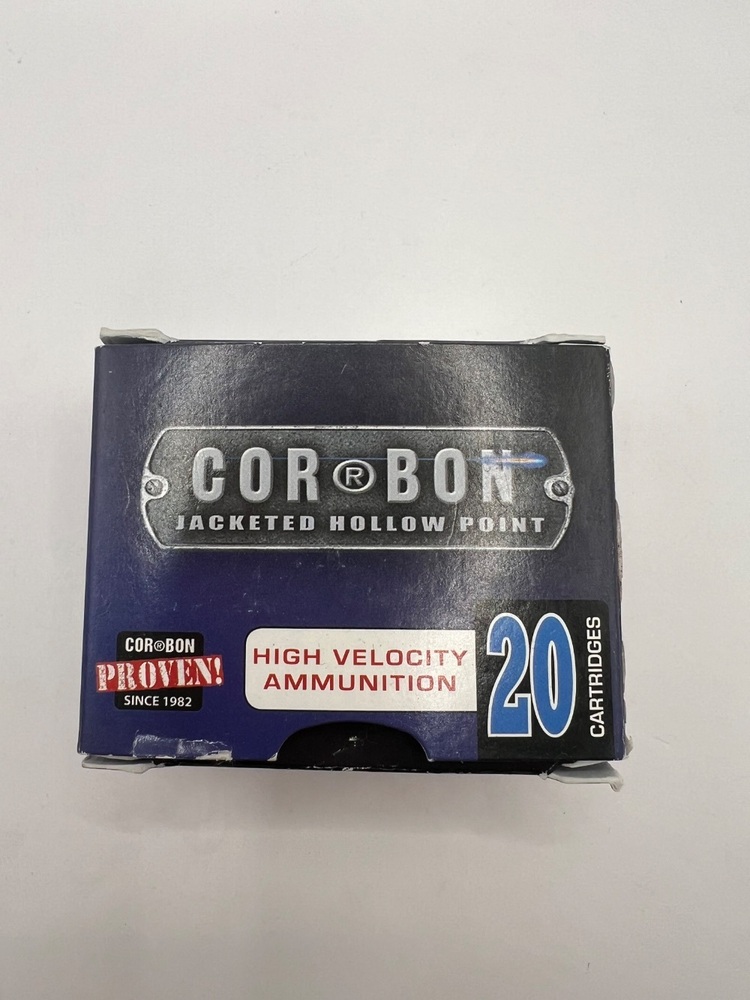 COR®BON
JACKETED HOLLOW POINT
COR®BON
PROVEN!
SINCE 1982
HIGH VELOCITY
AMMUNITION
20
CARTRIDGES